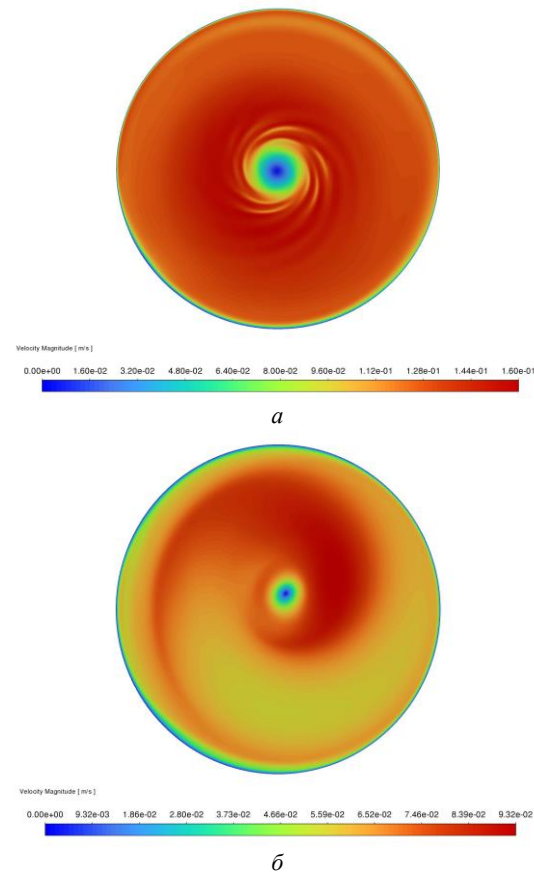 Velocity Magnitude [ m/s ]
0.00e+00 1.60e-02 3.20e-02 4.80e-02 6.40e-02 8.00e-02 9.60e-02 1.12e-01 1.28e-01 1.44e-01 1.60e-01
а
Velocity Magnitude [ m/s ]
0.00e+00 9.32e-03 1.86e-02 2.80e-02 3.73e-02 4.66e-02 5.59e-02 6.52e-02 7.46e-02 8.39e-02 9.32e-02
б